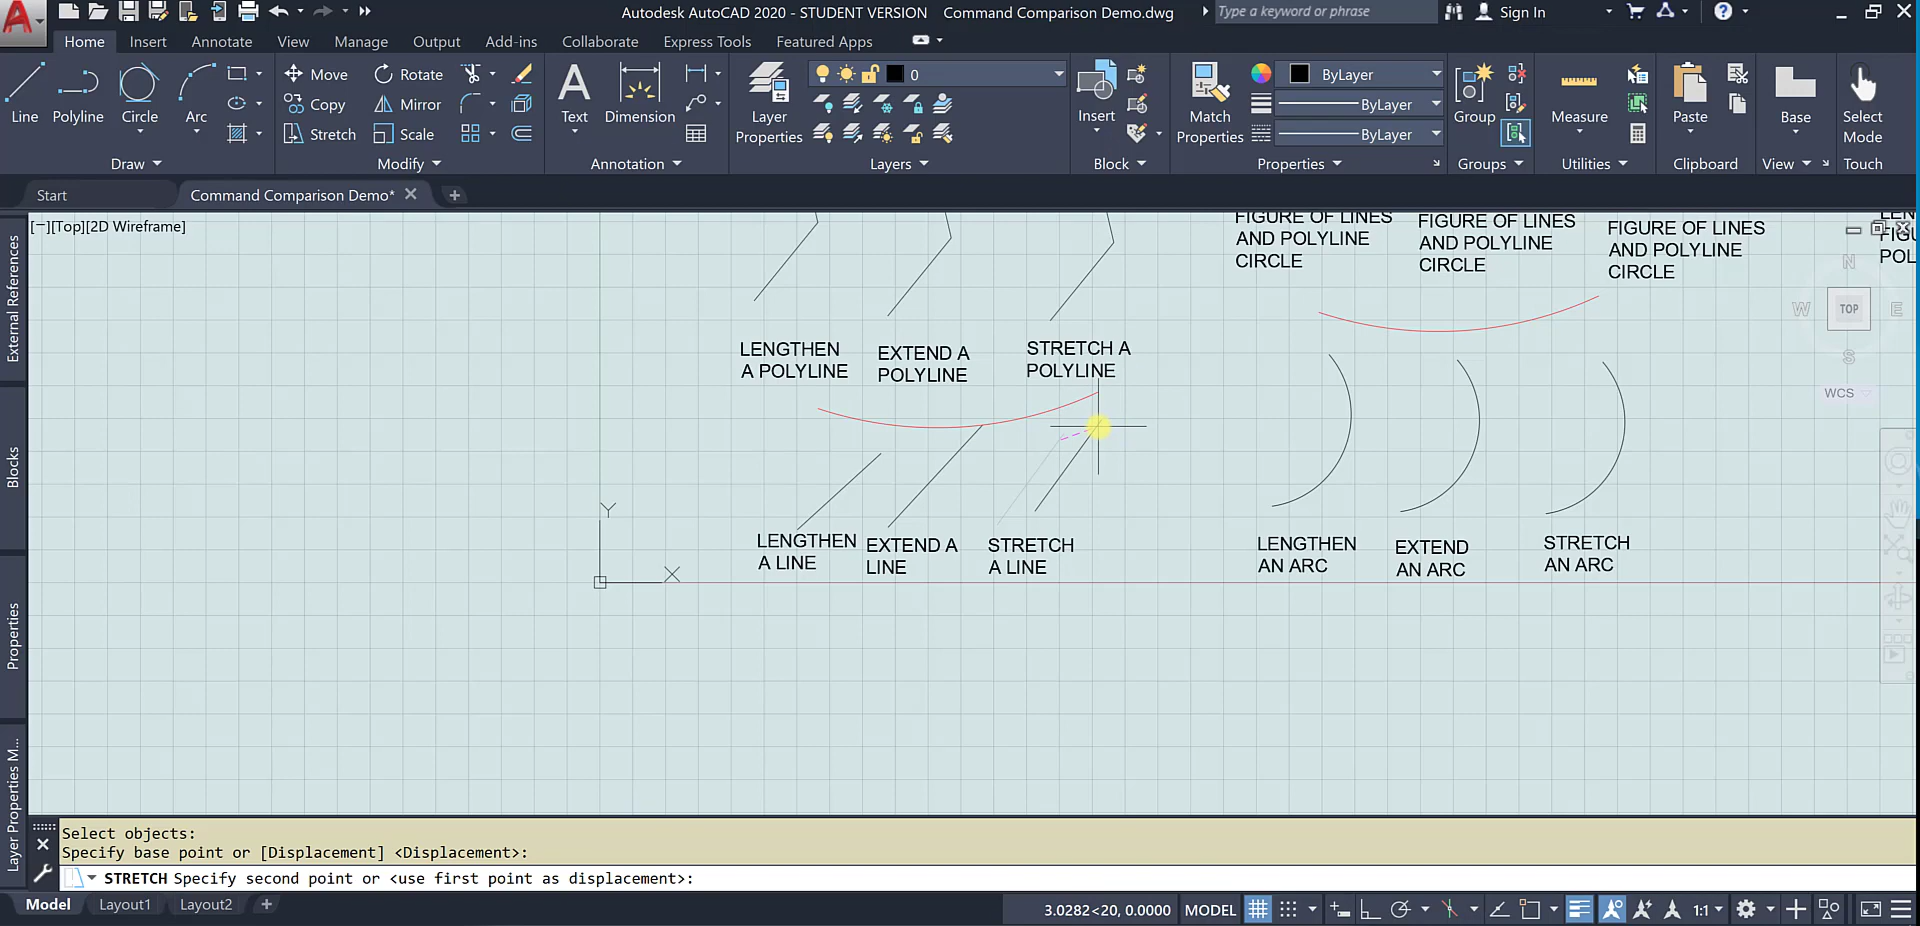 Autodesk AutoCAD 2020 - STUDENT VERSION Command Comparison Demo.dwg
Type a keyword or phrase
Sign In
Home Insert Annotate View Manage Output Add-ins Collaborate Express Tools Featured Apps
Line
Polyline
Circle
Arc
Move
Copy
Stretch
Rotate
Mirror
Scale
Text
Dimension
Layer
Properties
0
Insert
Match
Properties
ByLayer
ByLayer
ByLayer
Group
Measure
Paste
Base
Select
Mode
Draw
Modify
Annotation
Layers
Block
Properties
Groups
Utilities
Clipboard
View
Touch
Start
Command Comparison Demo*
[−][Top][2D Wireframe]
External References
Blocks
Properties
Layer Properties M...
FIGURE OF LINES
AND POLYLINE
CIRCLE
FIGURE OF LINES
AND POLYLINE
CIRCLE
FIGURE OF LINES
AND POLYLINE
CIRCLE
N
W
TOP
E
S
WCS
LENGTHEN
A POLYLINE
EXTEND A
POLYLINE
STRETCH A
POLYLINE
Y
X
LENGTHEN
A LINE
EXTEND A
LINE
STRETCH
A LINE
LENGTHEN
AN ARC
EXTEND
AN ARC
STRETCH
AN ARC
Select objects:
Specify base point or [Displacement] <Displacement>:
STRETCH Specify second point or <use first point as displacement>:
Model Layout1 Layout2
3.0282<20, 0.0000 MODEL
1:1